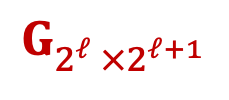 𝐆_{2^ℓ × 2^{ℓ+1}}